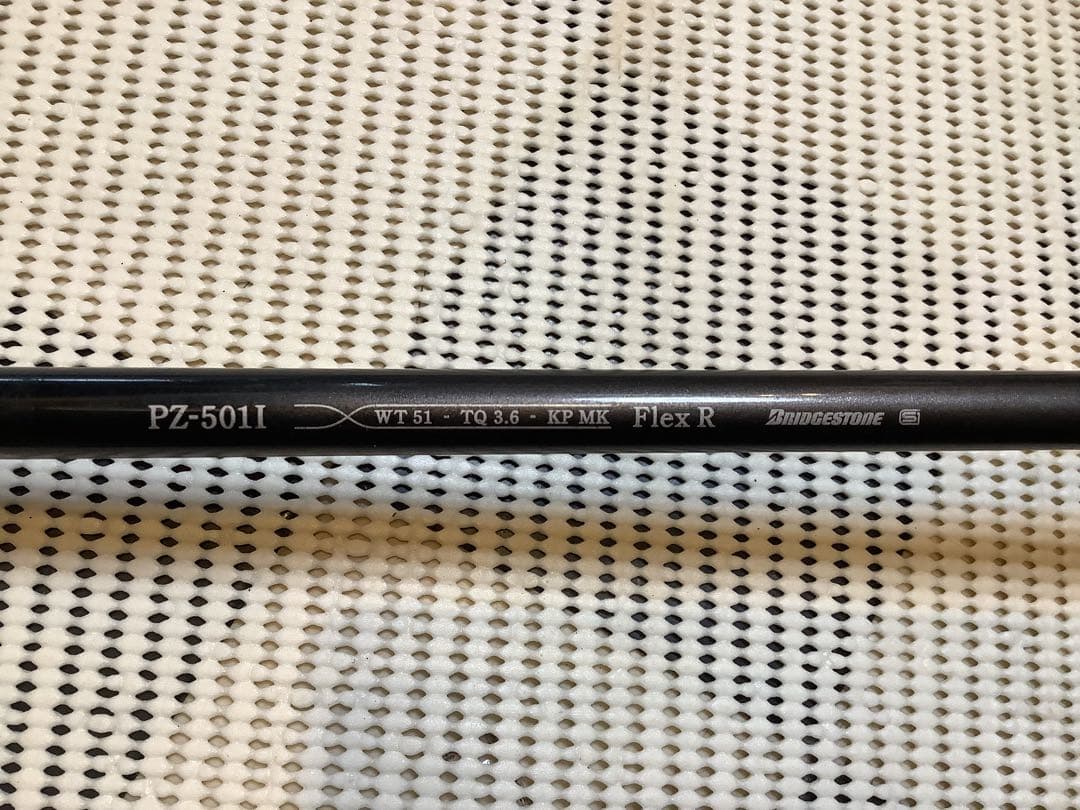 PZ-501I WT 51 - TQ 3.6 - KP MK Flex R BRIDGESTONE S